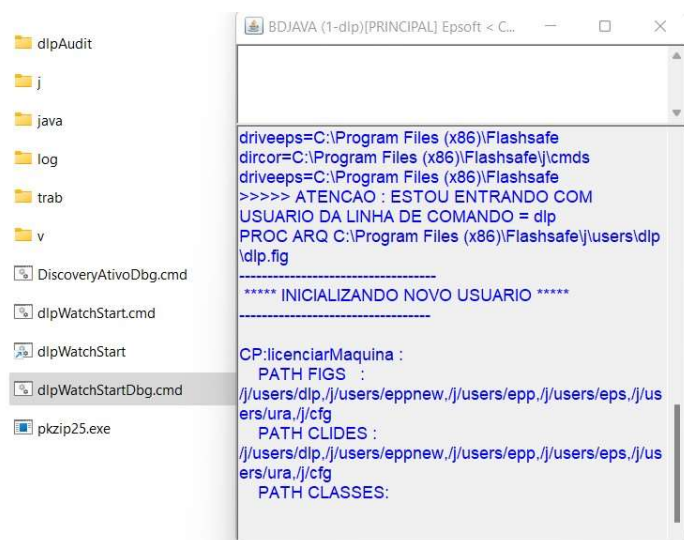 dlpAudit
j
java
log
trab
v
DiscoveryAtivoDbg.cmd
dlpWatchStart.cmd
dlpWatchStart
dlpWatchStartDbg.cmd
pkzip25.exe
BDJAVA (1-dlp)[PRINCIPAL] Epsoft < C...
driveeps=C:\Program Files (x86)\Flashsafe
dircor=C:\Program Files (x86)\Flashsafe\j\cmds
driveeps=C:\Program Files (x86)\Flashsafe
>>>>> ATENCAO : ESTOU ENTRANDO COM
USUARIO DA LINHA DE COMANDO = dlp
PROC ARQ C:\Program Files (x86)\Flashsafe\j\users\dlp
\dlp.fig
-----------------------------------
***** INICIALIZANDO NOVO USUARIO *****
----------------------------------
CP:licenciarMaquina :
PATH FIGS :
/j/users/dlp,/j/users/eppnew,/j/users/epp,/j/users/eps,/j/us
ers/ura,/j/cfg
PATH CLIDES :
/j/users/dlp,/j/users/eppnew,/j/users/epp,/j/users/eps,/j/us
ers/ura,/j/cfg
PATH CLASSES: